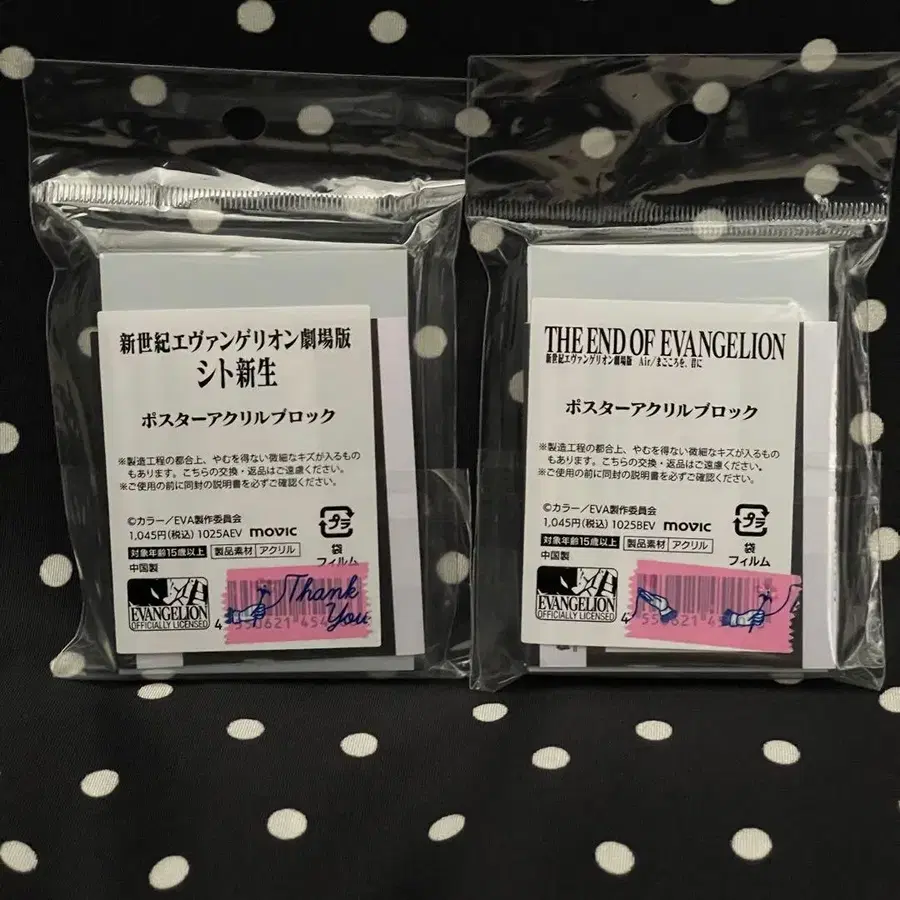 新世紀エヴァンゲリオン劇場版
シト新生
ポスターアクリルブロック
※製造工程の都合上、やむを得ない微細なキズが入るもの
もあります。こちらの交換・返品はご遠慮ください。
※ご使用の前に同封の説明書を必ずご確認ください。
©カラー／EVA製作委員会
1,045円(税込) 1025AEV movic
対象年齢15歳以上 製品素材 アクリル
中国製
プラ
袋
フィルム
EVANGELION
OFFICIALLY LICENSED
Thank
You
THE END OF EVANGELION
新世紀エヴァンゲリオン劇場版 Air／まごころを、君に
ポスターアクリルブロック
※製造工程の都合上、やむを得ない微細なキズが入るもの
もあります。こちらの交換・返品はご遠慮ください。
※ご使用の前に同封の説明書を必ずご確認ください。
©カラー／EVA製作委員会
1,045円(税込) 1025BEV movic
対象年齢15歳以上 製品素材 アクリル
中国製
プラ
袋
フィルム
EVANGELION
OFFICIALLY LICENSED